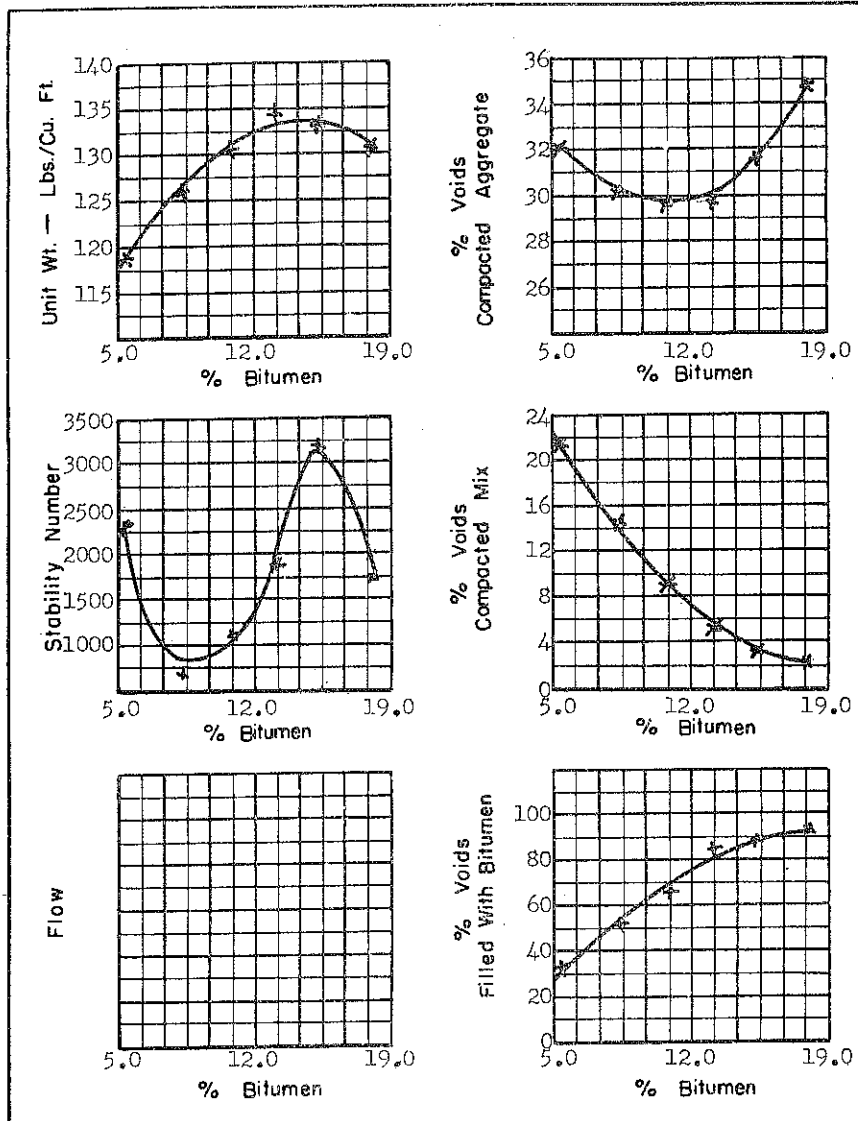 Unit Wt. — Lbs./Cu. Ft.
140
135
130
125
120
115
5.0 12.0 19.0
% Bitumen
% Voids
Compacted Aggregate
36
34
32
30
28
26
5.0 12.0 19.0
% Bitumen
Stability Number
3500
3000
2500
2000
1500
1000
5.0 12.0 19.0
% Bitumen
% Voids
Compacted Mix
24
20
16
12
8
4
0
5.0 12.0 19.0
% Bitumen
Flow
5.0 12.0 19.0
% Bitumen
% Voids
Filled With Bitumen
100
80
60
40
20
0
5.0 12.0 19.0
% Bitumen